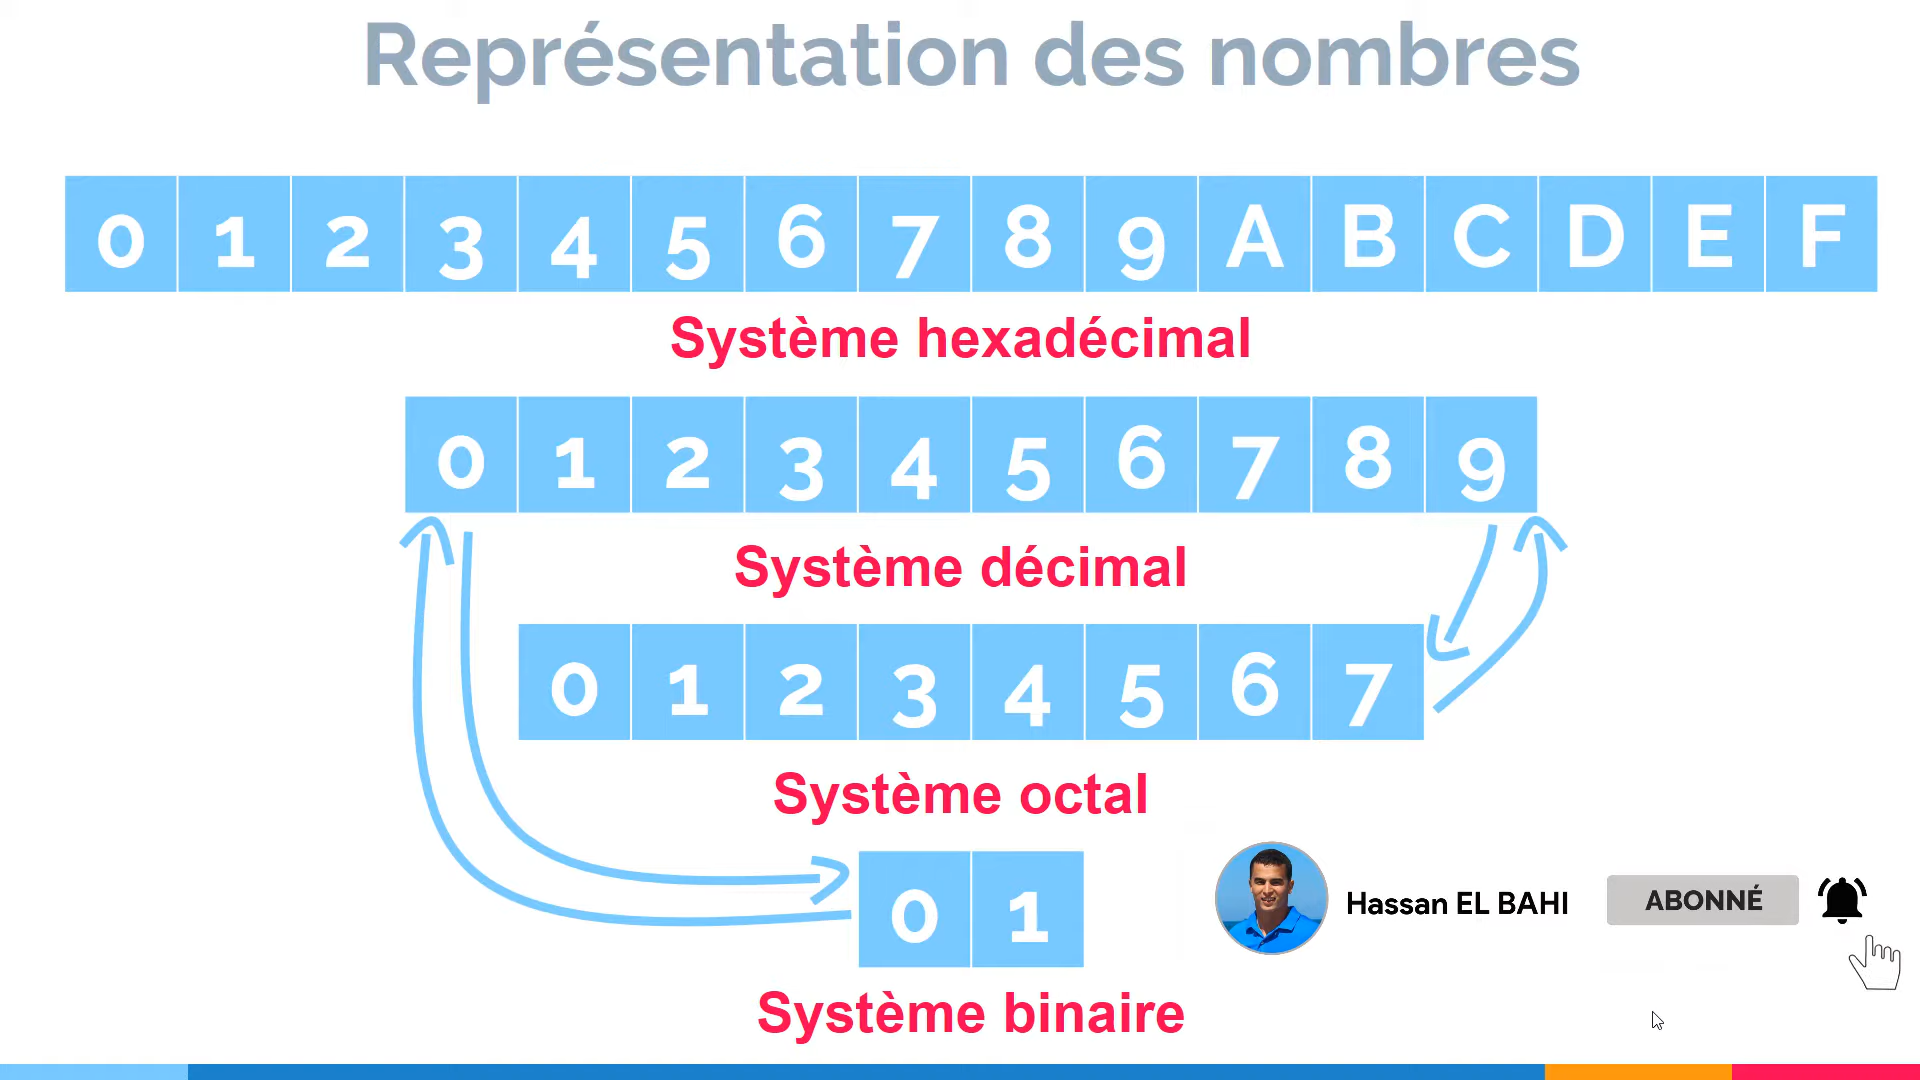 Représentation des nombres
0 1 2 3 4 5 6 7 8 9 A B C D E F
Système hexadécimal
0 1 2 3 4 5 6 7 8 9
Système décimal
0 1 2 3 4 5 6 7
Système octal
0 1
Hassan EL BAHI ABONNÉ
Système binaire